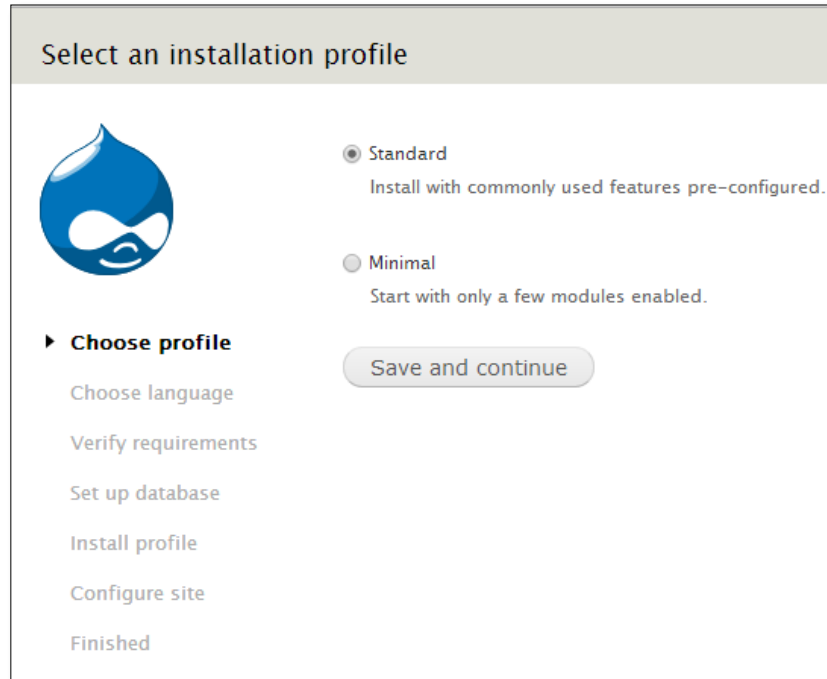 Select an installation profile
Standard
Install with commonly used features pre-configured.
Minimal
Start with only a few modules enabled.
Save and continue
Choose profile
Choose language
Verify requirements
Set up database
Install profile
Configure site
Finished